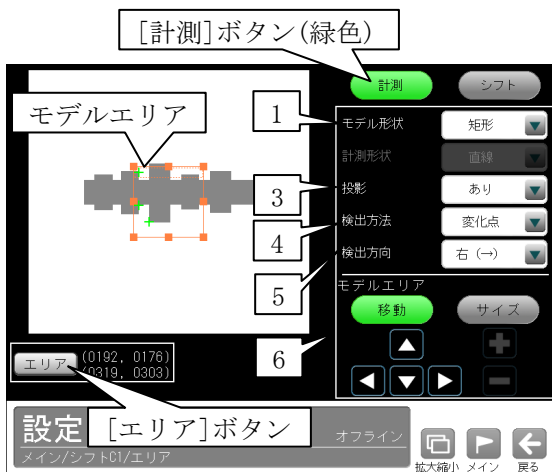 [計測]ボタン(緑色)
計測
シフト
モデルエリア
1
モデル形状
矩形
計測形状
直線
3
投影
あり
4
検出方法
変化点
5
検出方向
右 (→)
モデルエリア
移動
サイズ
6
エリア
(0192, 0176)
(0319, 0303)
[エリア]ボタン
設定
オフライン
メイン/シフトC1/エリア
拡大縮小
メイン
戻る